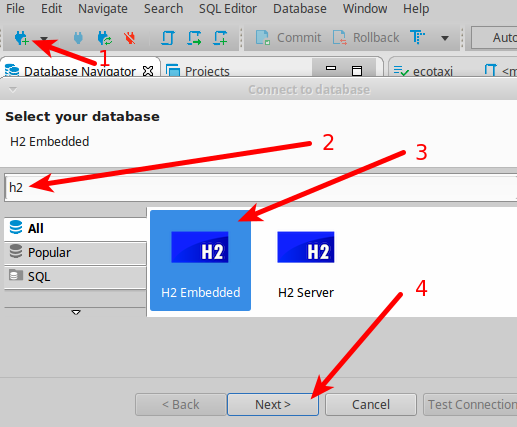 File Edit Navigate Search SQL Editor Database Window Help
Commit Rollback Auto
1
Database Navigator Projects ecotaxi <m
Connect to database
Select your database
H2 Embedded
2
3
h2
All
Popular
SQL
H2 H2
H2 Embedded H2 Server
4
< Back Next > Cancel Test Connection